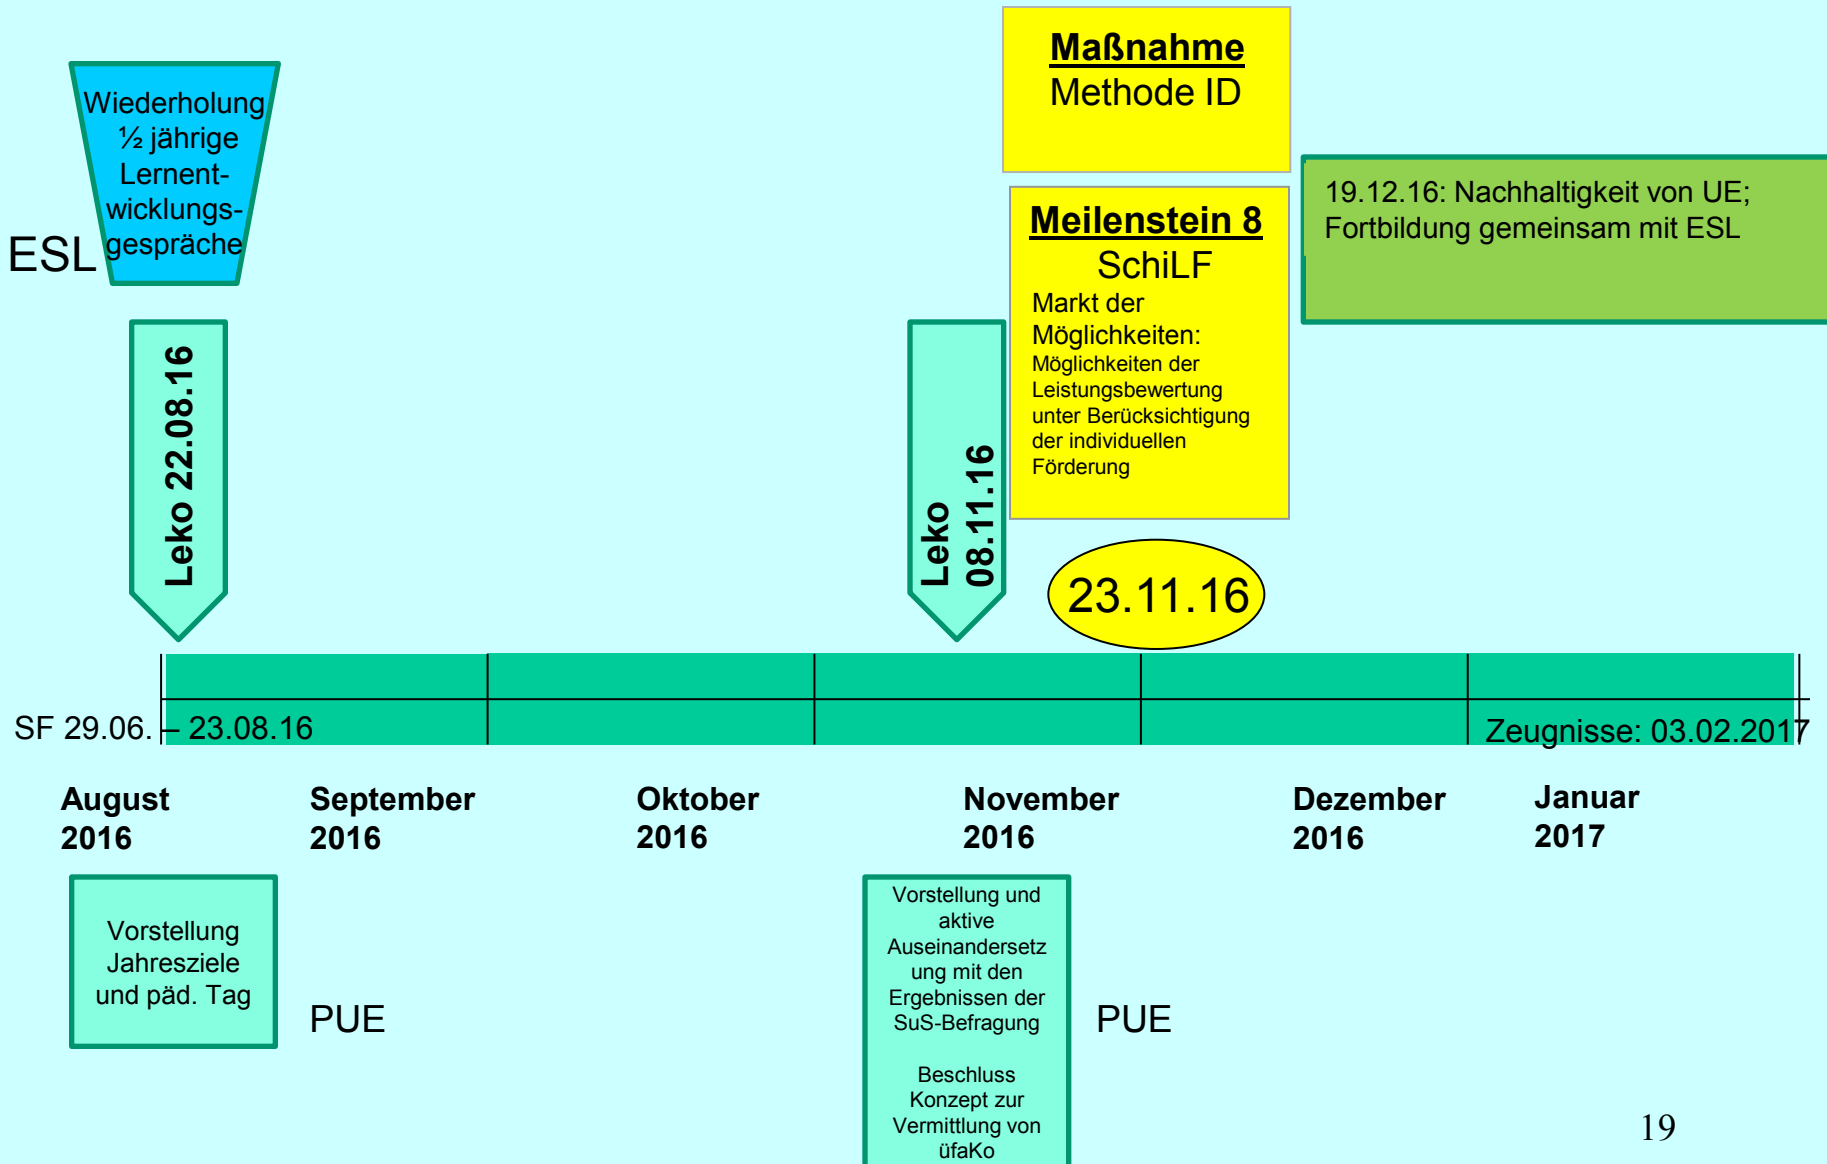 Maßnahme
Methode ID
Wiederholung
½ jährige
Lernent-
wicklungs-
gespräche
ESL
19.12.16: Nachhaltigkeit von UE;
Fortbildung gemeinsam mit ESL
Meilenstein 8
SchiLF
Markt der
Möglichkeiten:
Möglichkeiten der
Leistungsbewertung
unter Berücksichtigung
der individuellen
Förderung
Leko 22.08.16
Leko
08.11.16
23.11.16
SF 29.06. – 23.08.16
Zeugnisse: 03.02.2017
August
2016
September
2016
Oktober
2016
November
2016
Dezember
2016
Januar
2017
Vorstellung
Jahresziele
und päd. Tag
PUE
Vorstellung und
aktive
Auseinandersetz
ung mit den
Ergebnissen der
SuS-Befragung
Beschluss
Konzept zur
Vermittlung von
üfaKo
PUE
19